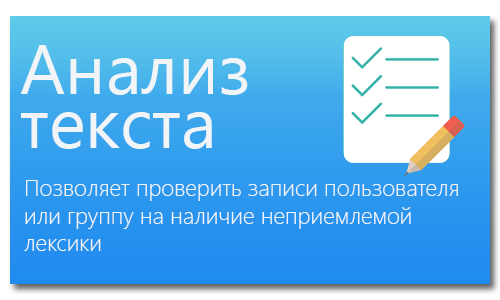 Анализ
текста
Позволяет проверить записи пользователя
или группу на наличие неприемлемой
лексики